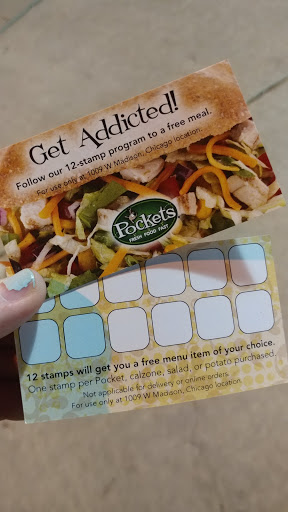 Get Addicted!
Follow our 12-stamp program to a free meal.
For use only at 1009 W Madison, Chicago location.
Pockets
FRESH FOOD FAST
12 stamps will get you a free menu item of your choice.
One stamp per Pocket, calzone, salad, or potato purchased.
Not applicable for delivery or online orders.
For use only at 1009 W Madison, Chicago location